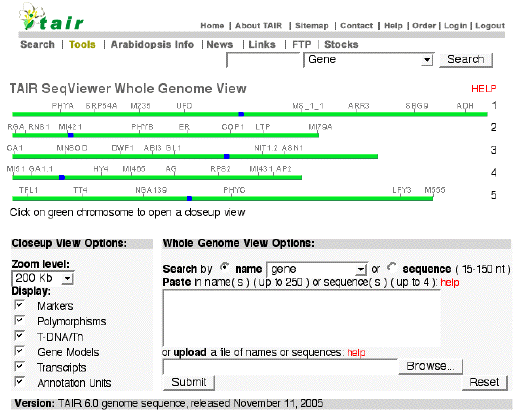 tair
Home | About TAIR | Sitemap | Contact | Help | Order | Login | Logout
Search | Tools | Arabidopsis Info | News | Links | FTP | Stocks
Gene Search
TAIR SeqViewer Whole Genome View HELP
PHYA SRP54A M235 UFO MS_1_1 ARR3 SBG9 ADH 1
RGA RNS1 MI421 PHYB ER COP1 LTP MI79A 2
GA1 DWF1 ABI3 GL1 NIT1.2 ASN1 3
MI51 GA1.1 HY4 MI465 AG RPS2 MI431 AP2 4
TFL1 TT4 NGA139 PHYC LFY3 M555 5
Click on green chromosome to open a closeup view
Closeup View Options: Whole Genome View Options:
Zoom level:
200 Kb
Search by name gene or sequence ( 15-150 nt )
Paste in name( s ) ( up to 250 ) or sequence( s ) ( up to 4 ): help
Display:
Markers
Polymorphisms
T-DNA/Tn
Gene Models
Transcripts
Annotation Units
or upload a file of names or sequences: help
Browse...
Submit Reset
Version: TAIR 6.0 genome sequence, released November 11, 2005